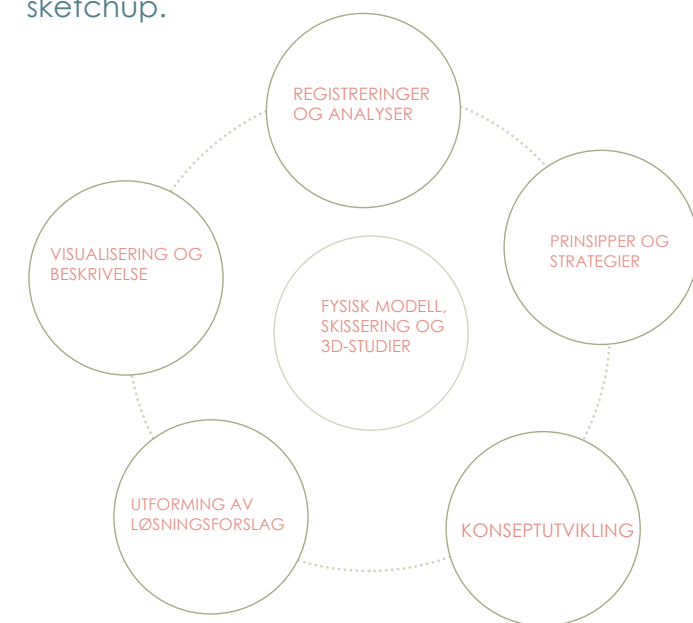 sketchup.
REGISTRERINGER
OG ANALYSER
PRINSIPPER OG
STRATEGIER
VISUALISERING OG
BESKRIVELSE
FYSISK MODELL,
SKISSERING OG
3D-STUDIER
UTFORMING AV
LØSNINGSFORSLAG
KONSEPTUTVIKLING